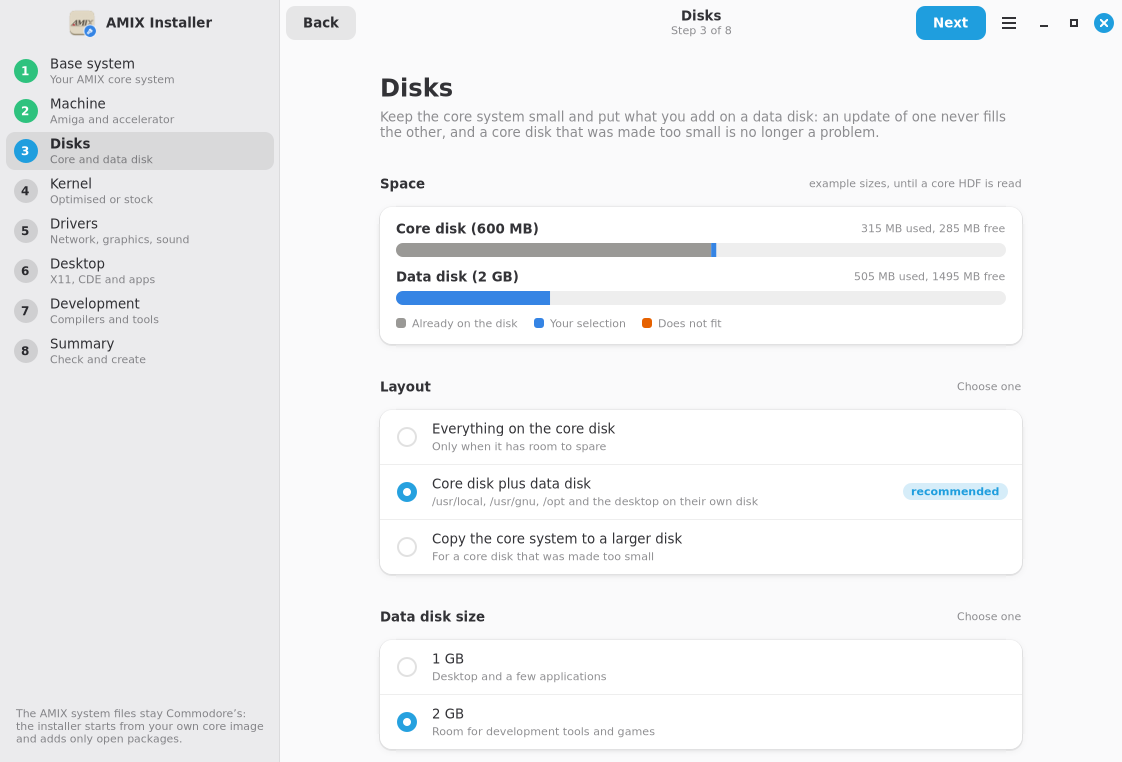 AMIX
AMIX Installer
1
Base system
Your AMIX core system
2
Machine
Amiga and accelerator
3
Disks
Core and data disk
4
Kernel
Optimised or stock
5
Drivers
Network, graphics, sound
6
Desktop
X11, CDE and apps
7
Development
Compilers and tools
8
Summary
Check and create
The AMIX system files stay Commodore’s:
the installer starts from your own core image
and adds only open packages.
Back
Disks
Step 3 of 8
Next
Disks
Keep the core system small and put what you add on a data disk: an update of one never fills
the other, and a core disk that was made too small is no longer a problem.
Space
example sizes, until a core HDF is read
Core disk (600 MB)
315 MB used, 285 MB free
Data disk (2 GB)
505 MB used, 1495 MB free
Already on the disk
Your selection
Does not fit
Layout
Choose one
Everything on the core disk
Only when it has room to spare
Core disk plus data disk
/usr/local, /usr/gnu, /opt and the desktop on their own disk
recommended
Copy the core system to a larger disk
For a core disk that was made too small
Data disk size
Choose one
1 GB
Desktop and a few applications
2 GB
Room for development tools and games